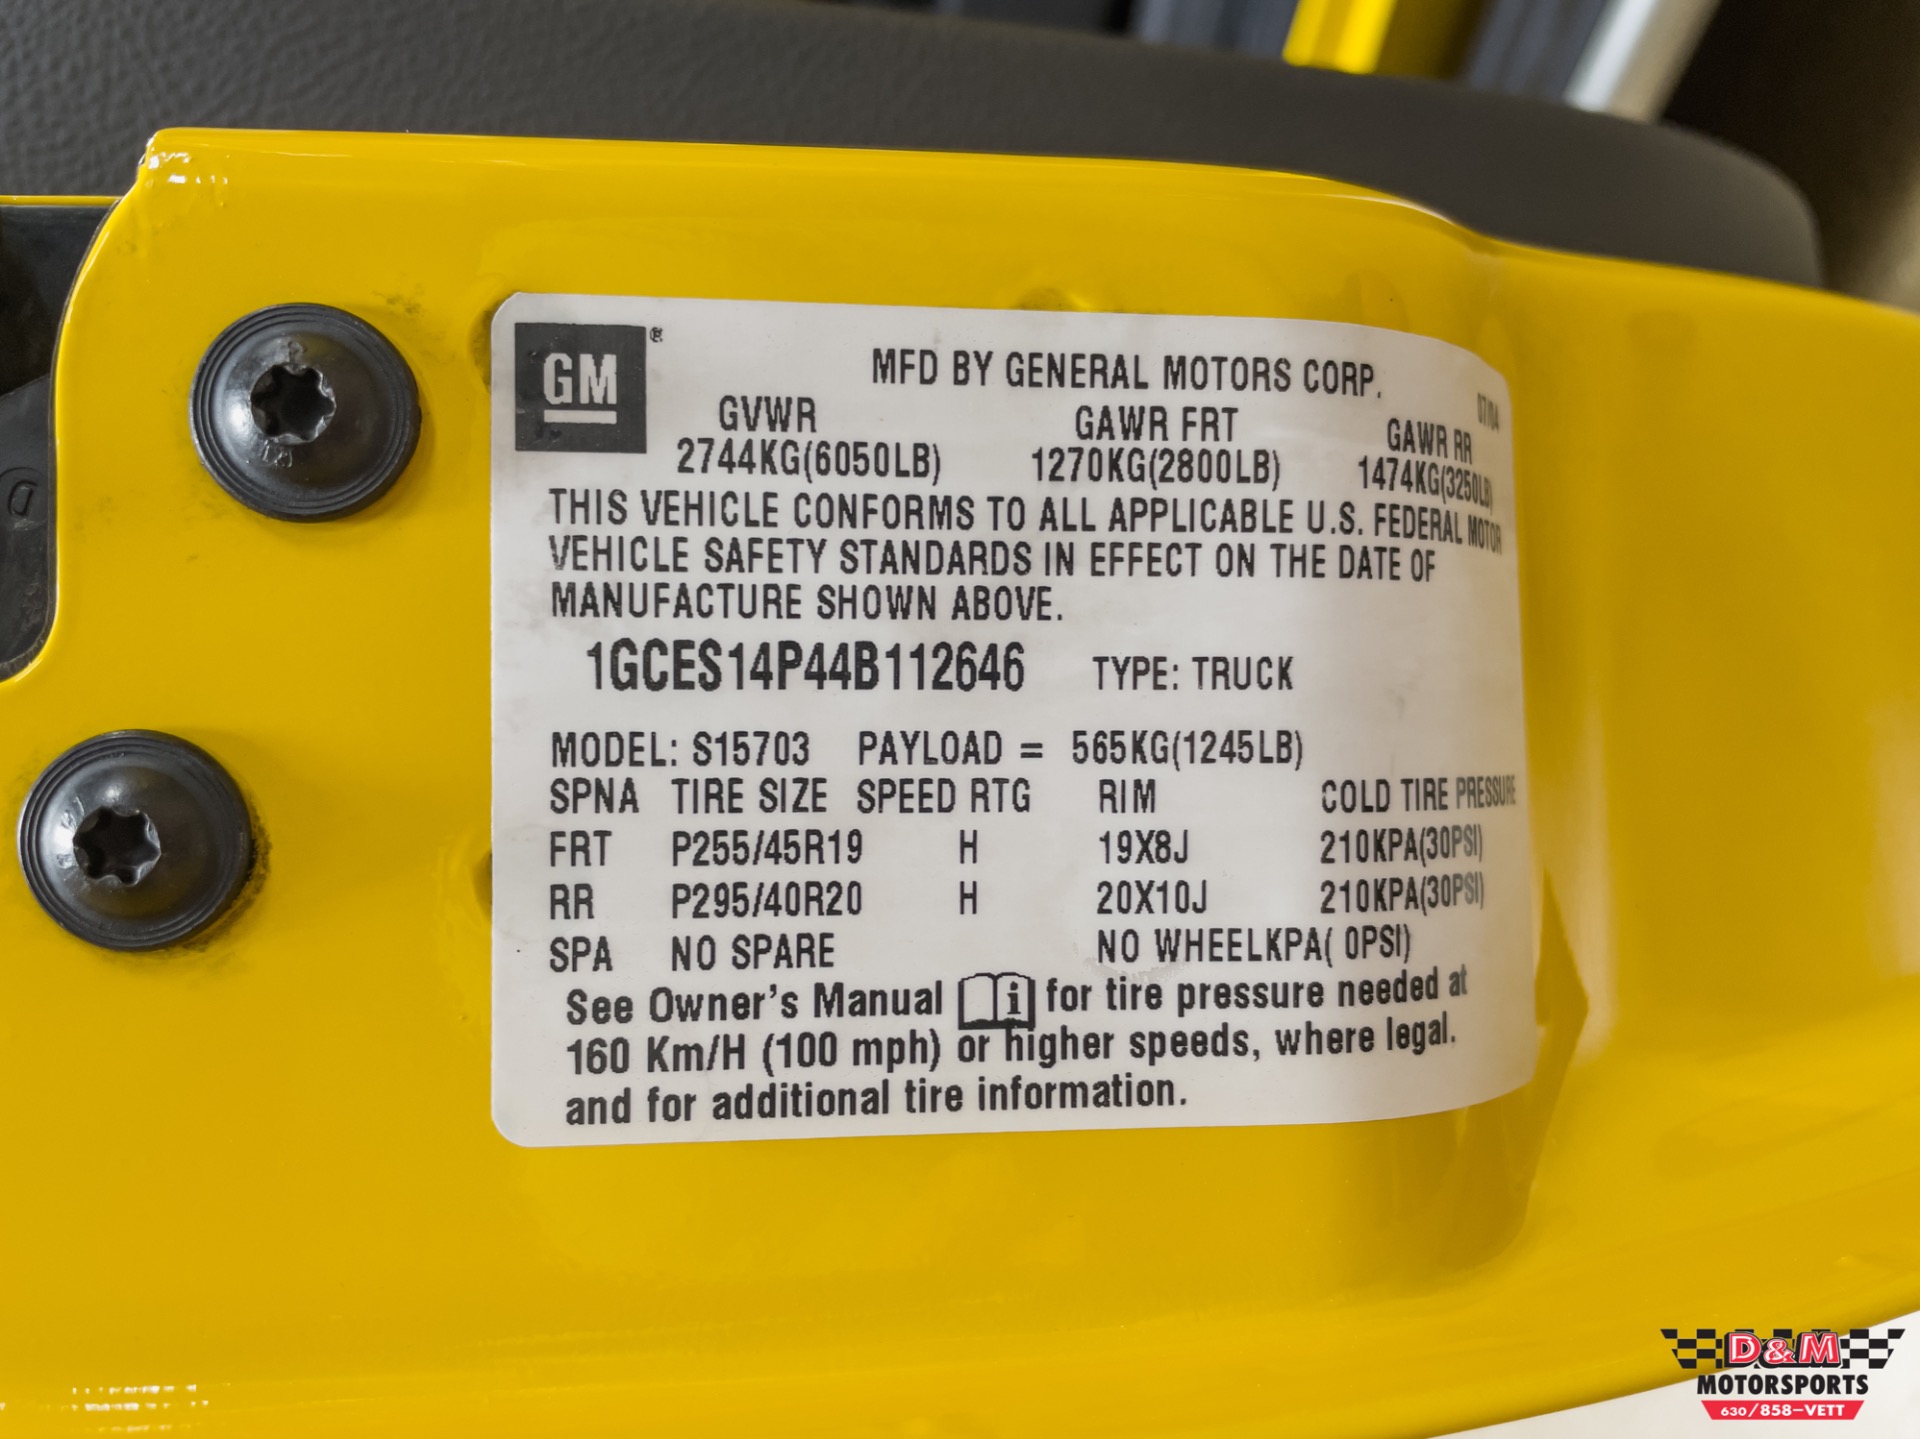 GM®
MFD BY GENERAL MOTORS CORP.
07/04
GVWR GAWR FRT GAWR RR
2744KG(6050LB) 1270KG(2800LB) 1474KG(3250LB)
THIS VEHICLE CONFORMS TO ALL APPLICABLE U.S. FEDERAL MOTOR
VEHICLE SAFETY STANDARDS IN EFFECT ON THE DATE OF
MANUFACTURE SHOWN ABOVE.
1GCES14P44B112646 TYPE: TRUCK
MODEL: S15703 PAYLOAD = 565KG(1245LB)
SPNA TIRE SIZE SPEED RTG RIM COLD TIRE PRESSURE
FRT P255/45R19 H 19X8J 210KPA(30PSI)
RR P295/40R20 H 20X10J 210KPA(30PSI)
SPA NO SPARE NO WHEELKPA( 0PSI)
See Owner's Manual i for tire pressure needed at
160 Km/H (100 mph) or higher speeds, where legal.
and for additional tire information.
D
D&M
MOTORSPORTS
630/858-VETT